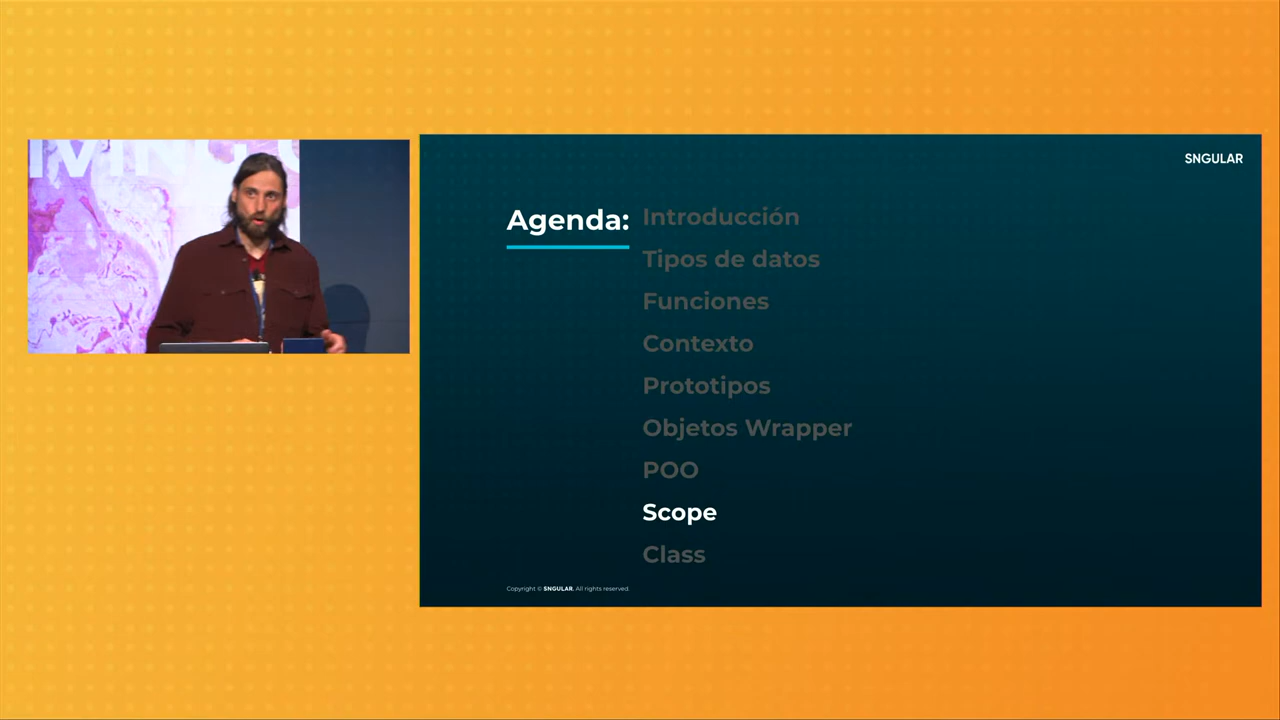 SNGULAR
Agenda:
Introducción
Tipos de datos
Funciones
Contexto
Prototipos
Objetos Wrapper
POO
Scope
Class
Copyright © SNGULAR. All rights reserved.